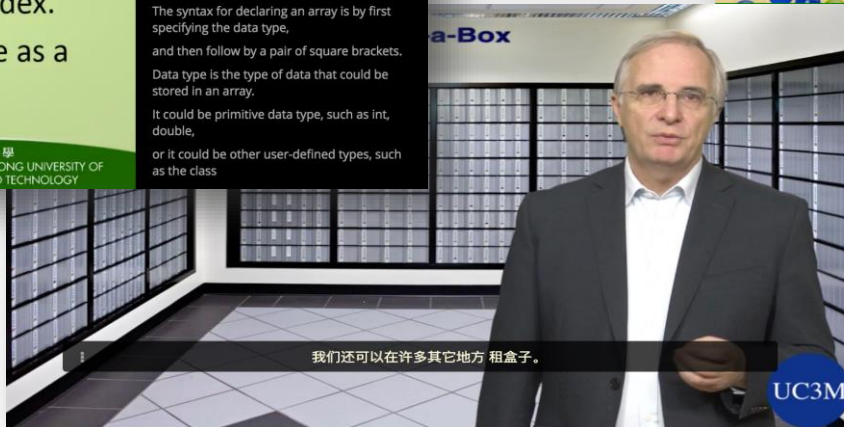 dex.
e as a
學
ONG UNIVERSITY OF
D TECHNOLOGY
The syntax for declaring an array is by first
specifying the data type,
and then follow by a pair of square brackets.
Data type is the type of data that could be
stored in an array.
It could be primitive data type, such as int,
double,
or it could be other user-defined types, such
as the class
-a-Box
我们还可以在许多其它地方 租盒子。
UC3M